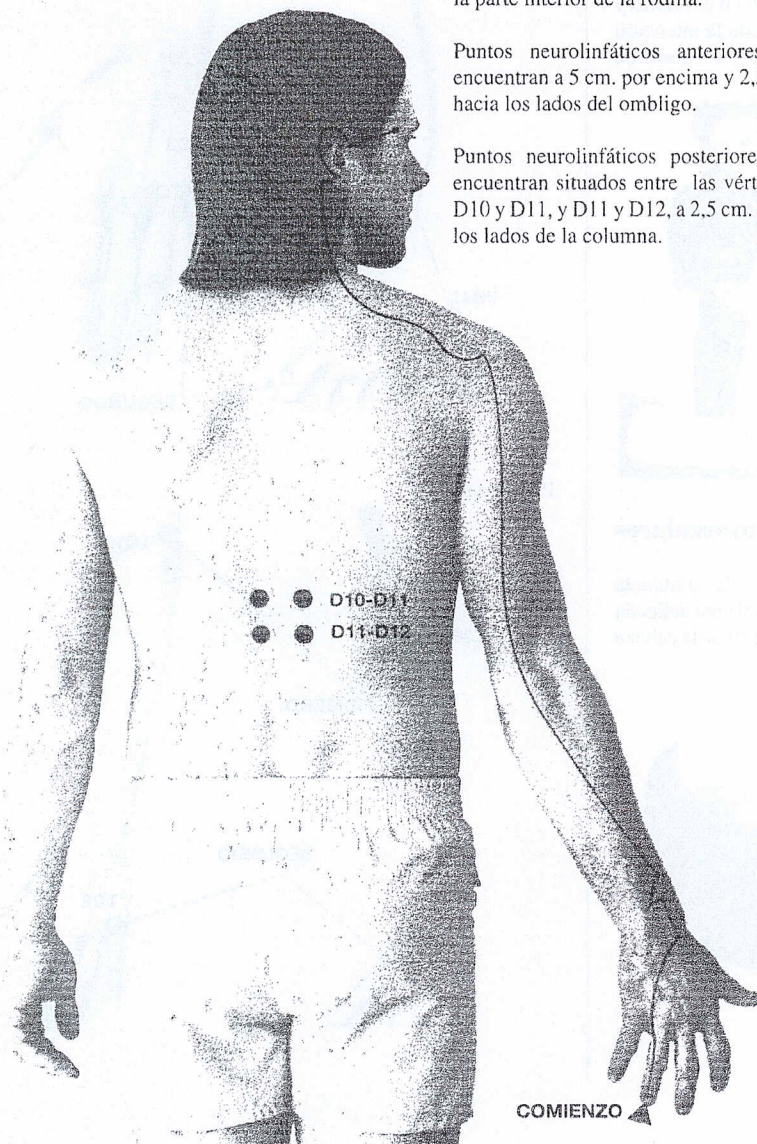 la parte interior de la rodilla.
Puntos neurolinfáticos anteriores
encuentran a 5 cm. por encima y 2,
hacia los lados del ombligo.
Puntos neurolinfáticos posteriore
encuentran situados entre las vért
D10 y D11, y D11 y D12, a 2,5 cm.
los lados de la columna.
D10-D11
D11-D12
COMIENZO